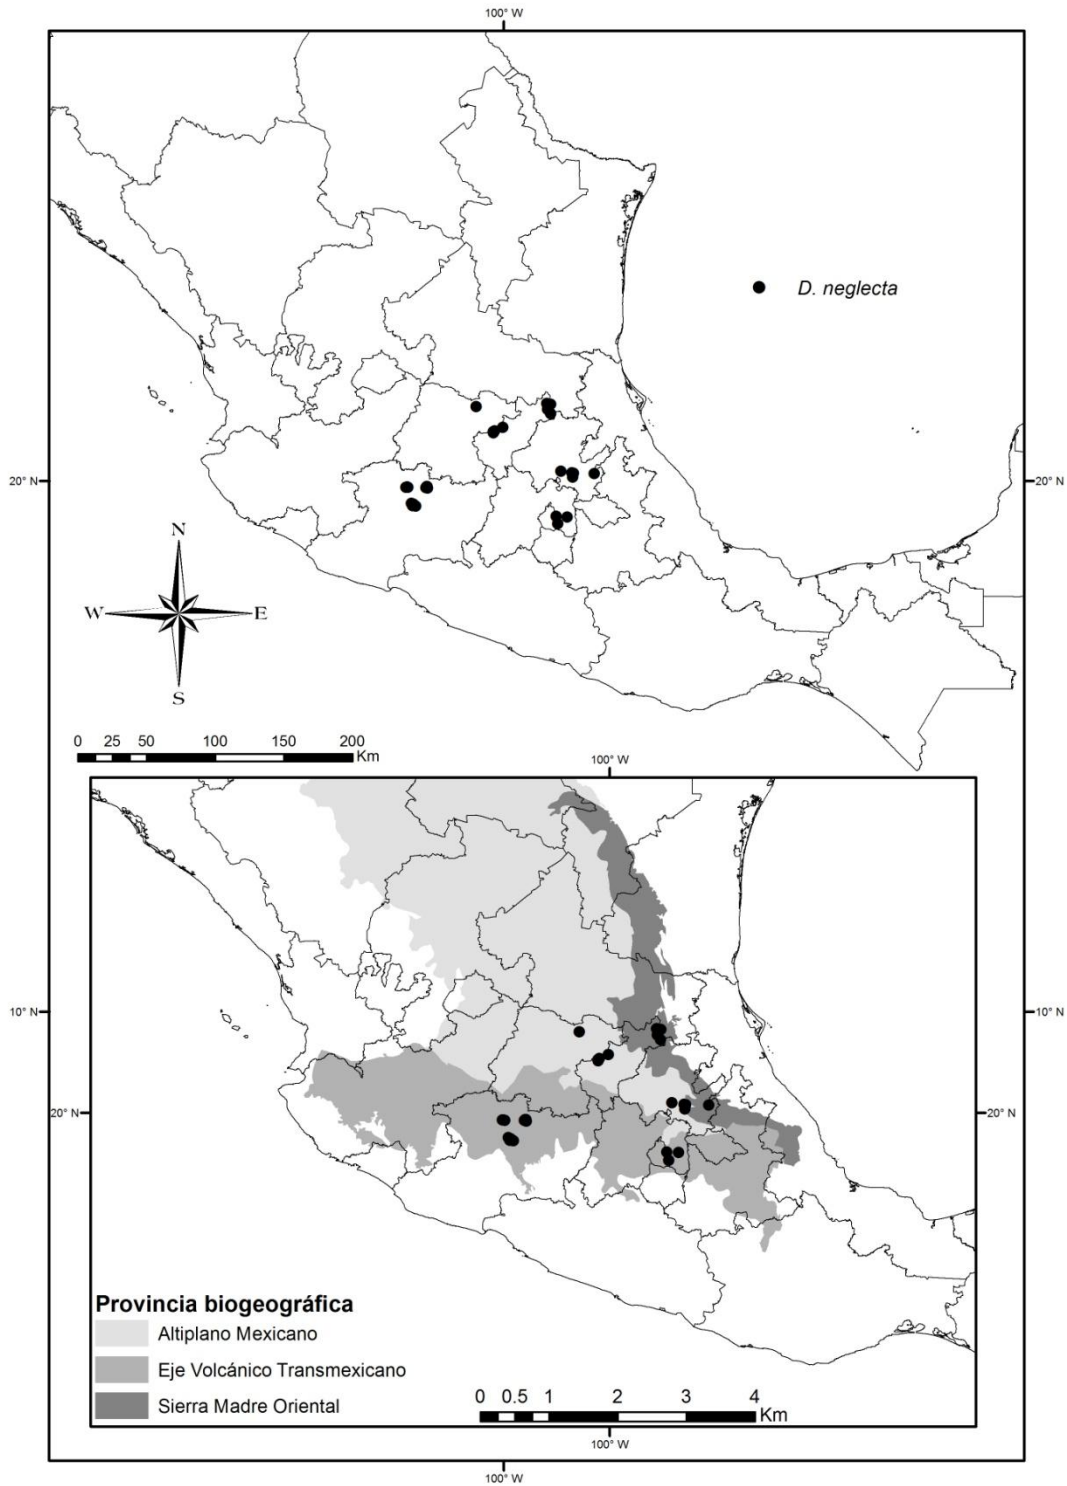 100° W
D. neglecta
20° N
20° N
N
W
E
S
0 25 50 100 150 200
Km
100° W
10° N
10° N
20° N
20° N
Provincia biogeográfica
Altiplano Mexicano
Eje Volcánico Transmexicano
Sierra Madre Oriental
0 0.5 1 2 3 4
Km
100° W
100° W